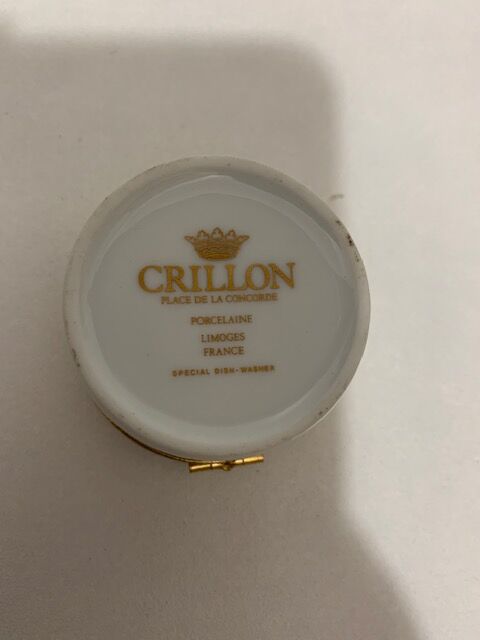 CRILLON
PLACE DE LA CONCORDE
PORCELAINE
LIMOGES
FRANCE
SPECIAL DISH-WASHER